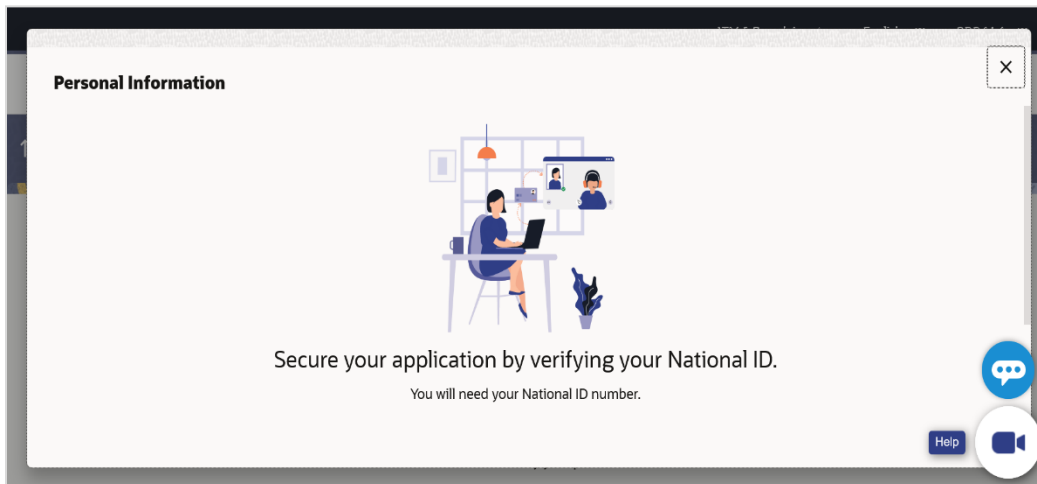 Personal Information
Secure your application by verifying your National ID.
You will need your National ID number.
Help